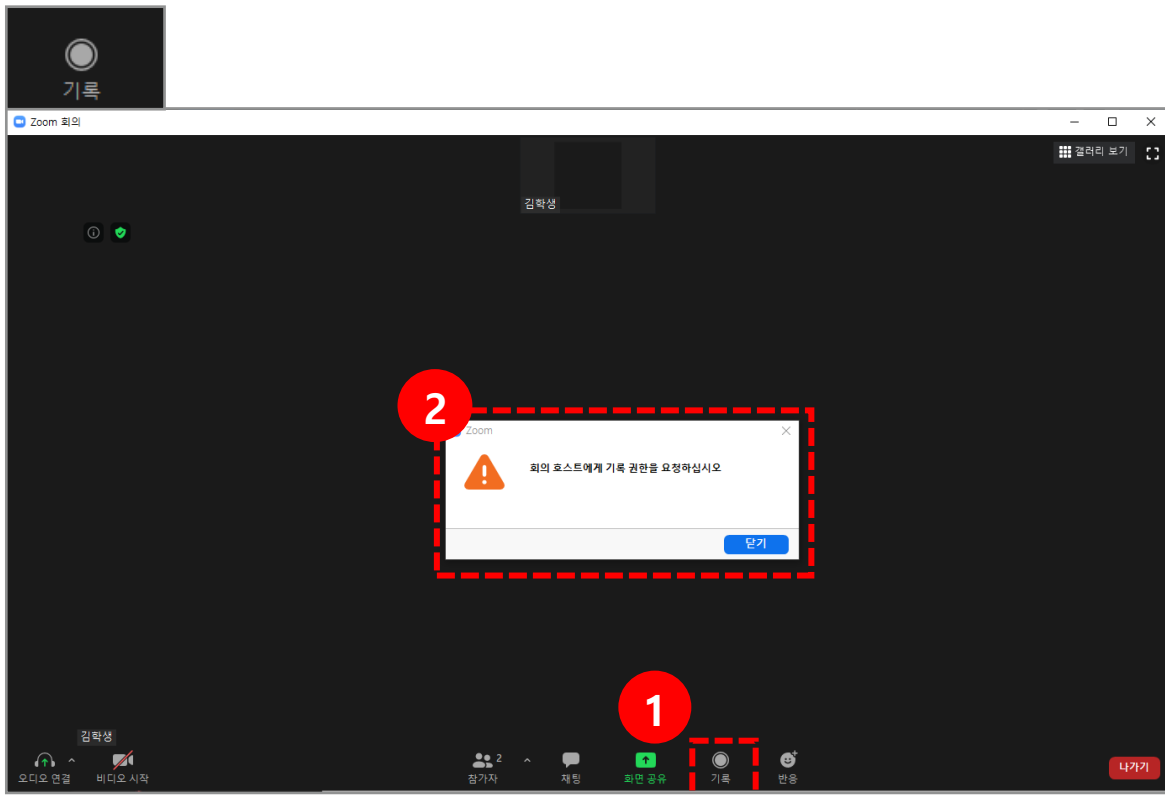 기록
Zoom 회의
갤러리 보기
김학생
2
Zoom
회의 호스트에게 기록 권한을 요청하십시오
닫기
1
김학생
오디오 연결
비디오 시작
2
참가자
채팅
화면 공유
기록
반응
나가기